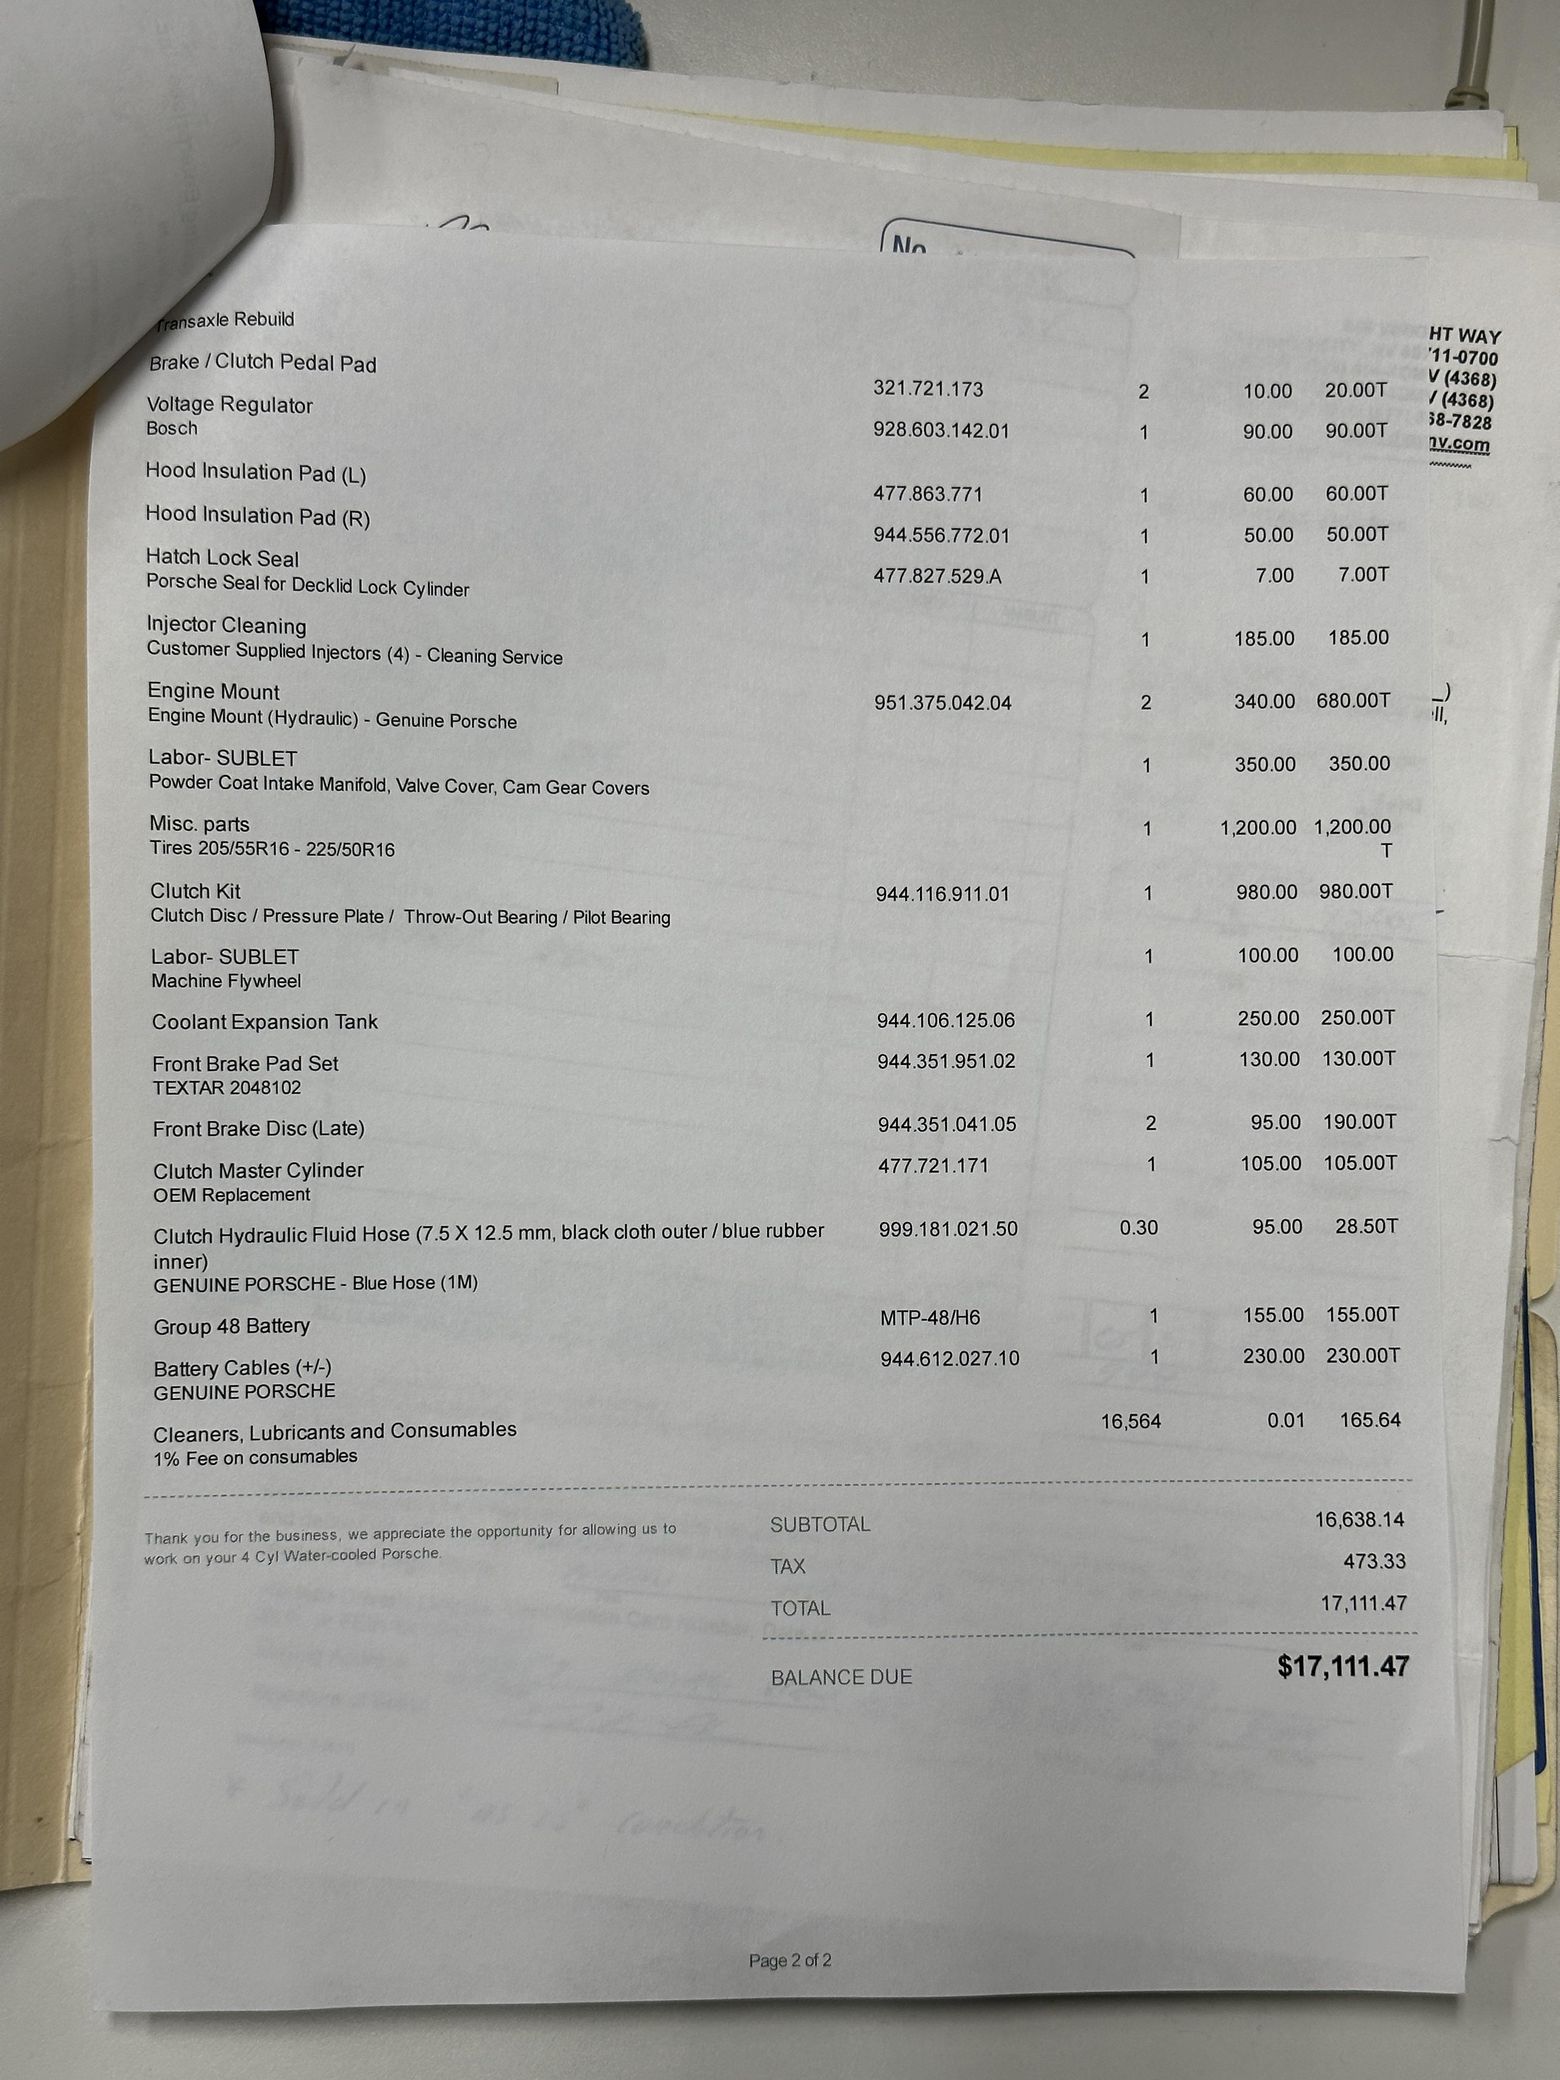 No
HT WAY
11-0700
V (4368)
(4368)
58-7828
nv.com
Transaxle Rebuild
Brake / Clutch Pedal Pad 321.721.173 2 10.00 20.00T
Voltage Regulator 928.603.142.01 1 90.00 90.00T
Bosch
Hood Insulation Pad (L) 477.863.771 1 60.00 60.00T
Hood Insulation Pad (R) 944.556.772.01 1 50.00 50.00T
Hatch Lock Seal 477.827.529.A 1 7.00 7.00T
Porsche Seal for Decklid Lock Cylinder
Injector Cleaning 1 185.00 185.00
Customer Supplied Injectors (4) - Cleaning Service
Engine Mount 951.375.042.04 2 340.00 680.00T
Engine Mount (Hydraulic) - Genuine Porsche
Labor- SUBLET 1 350.00 350.00
Powder Coat Intake Manifold, Valve Cover, Cam Gear Covers
Misc. parts 1 1,200.00 1,200.00
Tires 205/55R16 - 225/50R16 T
Clutch Kit 944.116.911.01 1 980.00 980.00T
Clutch Disc / Pressure Plate / Throw-Out Bearing / Pilot Bearing
Labor- SUBLET 1 100.00 100.00
Machine Flywheel
Coolant Expansion Tank 944.106.125.06 1 250.00 250.00T
Front Brake Pad Set 944.351.951.02 1 130.00 130.00T
TEXTAR 2048102
Front Brake Disc (Late) 944.351.041.05 2 95.00 190.00T
Clutch Master Cylinder 477.721.171 1 105.00 105.00T
OEM Replacement
Clutch Hydraulic Fluid Hose (7.5 X 12.5 mm, black cloth outer / blue rubber 999.181.021.50 0.30 95.00 28.50T
inner)
GENUINE PORSCHE - Blue Hose (1M)
Group 48 Battery MTP-48/H6 1 155.00 155.00T
Battery Cables (+/-) 944.612.027.10 1 230.00 230.00T
GENUINE PORSCHE
Cleaners, Lubricants and Consumables 16,564 0.01 165.64
1% Fee on consumables
Thank you for the business, we appreciate the opportunity for allowing us to
work on your 4 Cyl Water-cooled Porsche.
SUBTOTAL 16,638.14
TAX 473.33
TOTAL 17,111.47
BALANCE DUE $17,111.47
Page 2 of 2